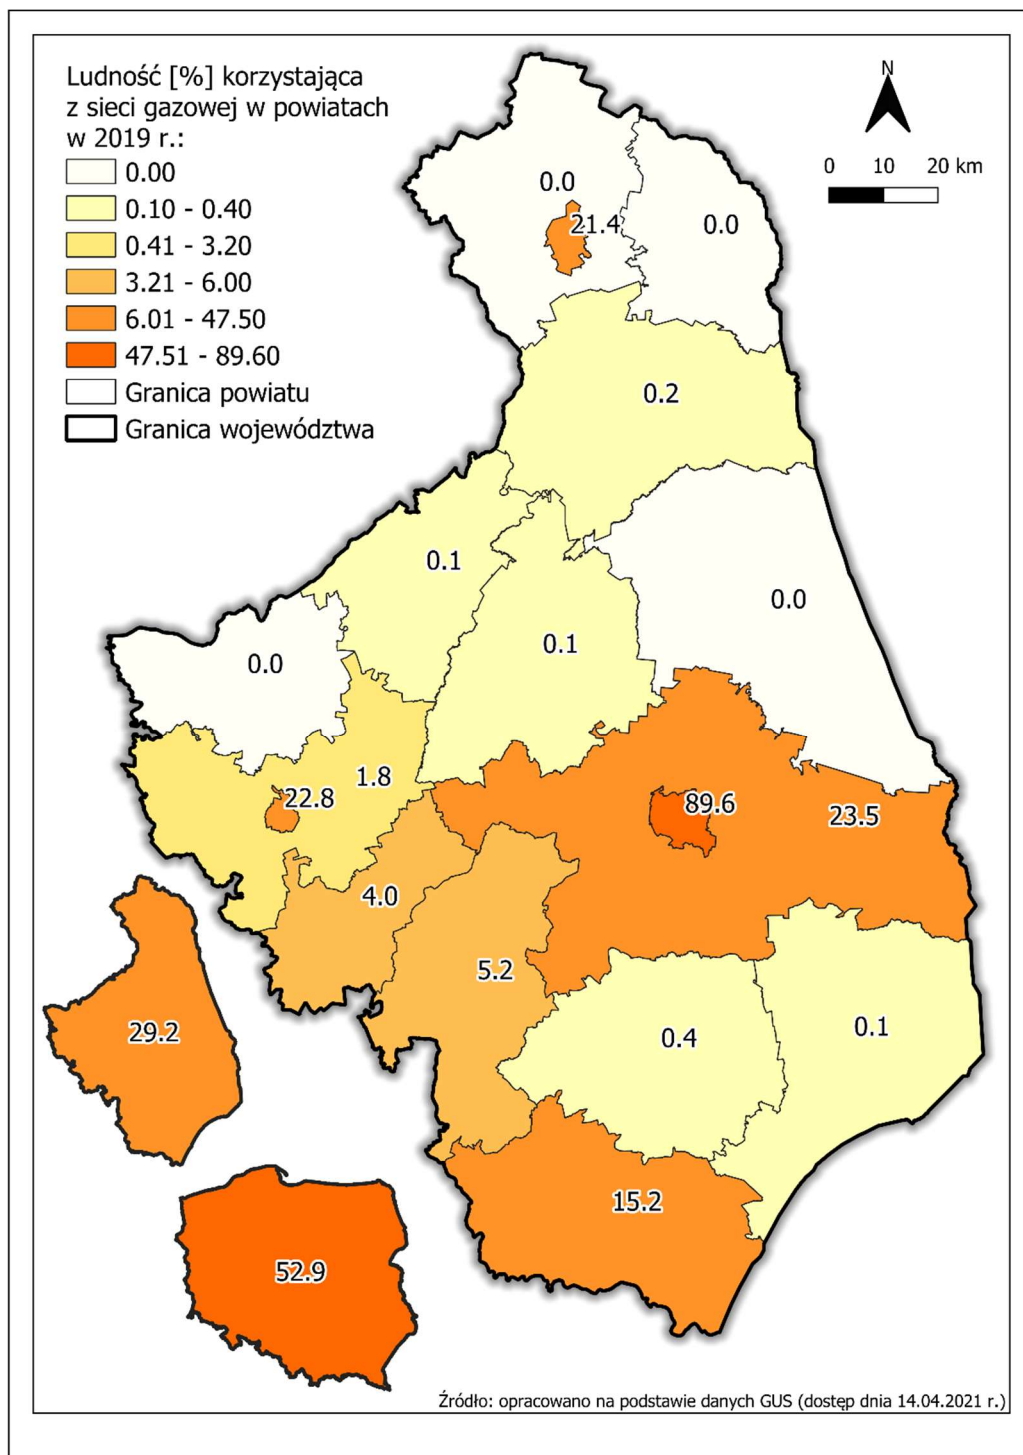 Ludność [%] korzystająca
z sieci gazowej w powiatach
w 2019 r.:
0.00
0.10 - 0.40
0.41 - 3.20
3.21 - 6.00
6.01 - 47.50
47.51 - 89.60
Granica powiatu
Granica województwa
N
0 10 20 km
0.0
21.4
0.0
0.2
0.1
0.0
0.1
0.0
1.8
22.8
89.6
23.5
4.0
5.2
0.4
0.1
29.2
15.2
52.9
Źródło: opracowano na podstawie danych GUS (dostęp dnia 14.04.2021 r.)